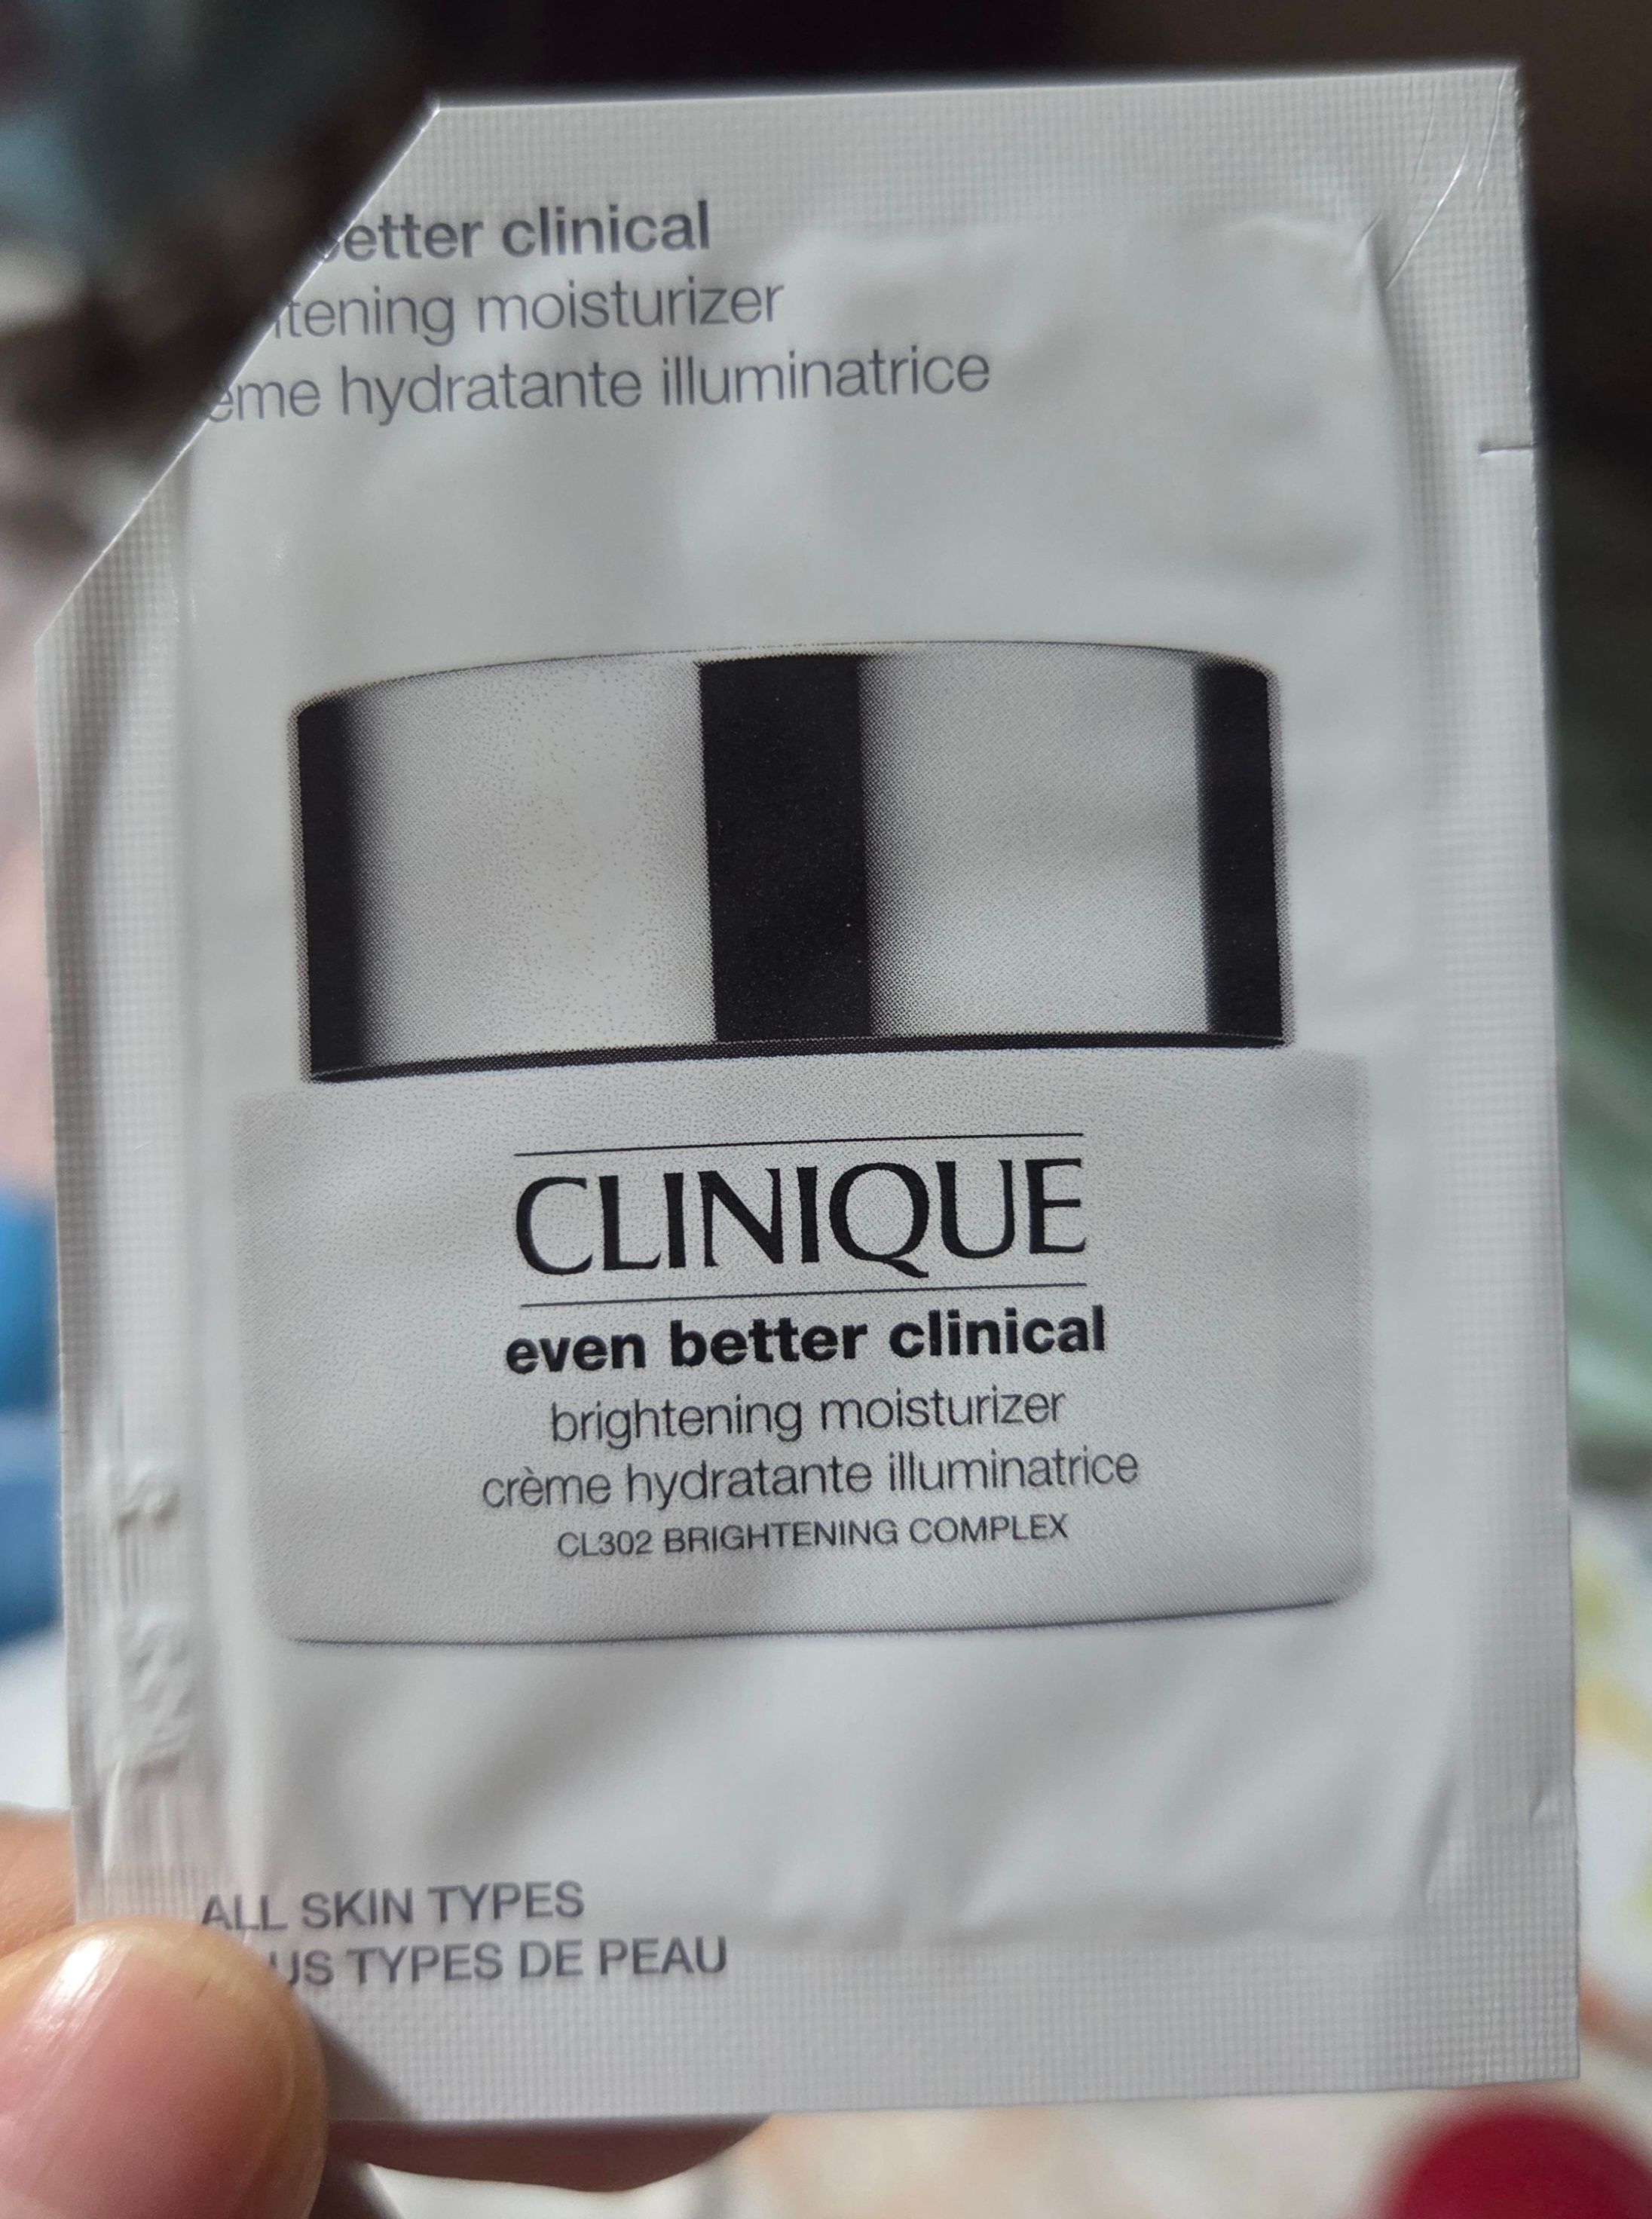 etter clinical
tening moisturizer
ème hydratante illuminatrice
CLINIQUE
even better clinical
brightening moisturizer
crème hydratante illuminatrice
CL302 BRIGHTENING COMPLEX
ALL SKIN TYPES
US TYPES DE PEAU